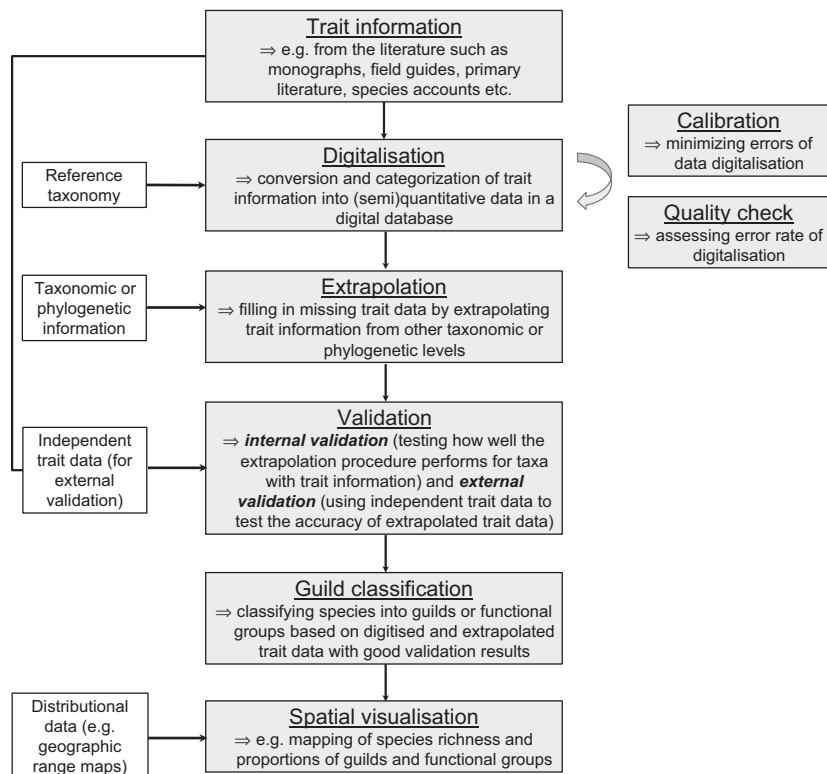 Trait information
⇒ e.g. from the literature such as
monographs, field guides, primary
literature, species accounts etc.
Calibration
⇒ minimizing errors of
data digitalisation
Reference
taxonomy
Digitalisation
⇒ conversion and categorization of trait
information into (semi)quantitative data in a
digital database
Quality check
⇒ assessing error rate of
digitalisation
Taxonomic or
phylogenetic
information
Extrapolation
⇒ filling in missing trait data by extrapolating
trait information from other taxonomic or
phylogenetic levels
Independent
trait data (for
external validation)
Validation
⇒ internal validation (testing how well the
extrapolation procedure performs for taxa
with trait information) and external
validation (using independent trait data to
test the accuracy of extrapolated trait data)
Guild classification
⇒ classifying species into guilds or functional
groups based on digitised and extrapolated
trait data with good validation results
Distributional
data (e.g.
geographic
range maps)
Spatial visualisation
⇒ e.g. mapping of species richness and
proportions of guilds and functional groups